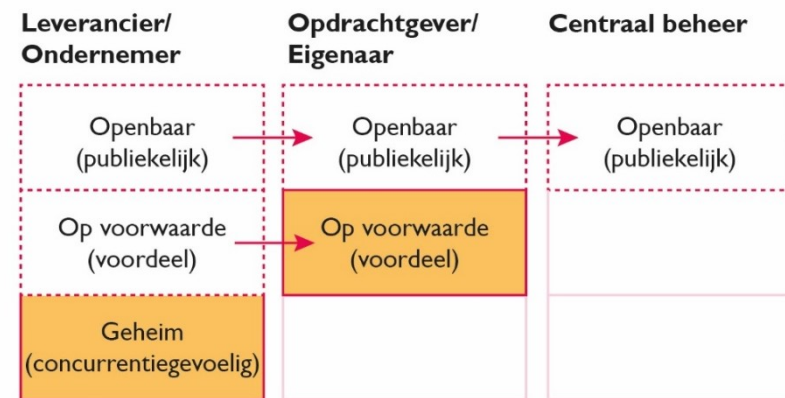 Leverancier/
Ondernemer
Opdrachtgever/
Eigenaar
Centraal beheer
Openbaar
(publiekelijk)
Openbaar
(publiekelijk)
Openbaar
(publiekelijk)
Op voorwaarde
(voordeel)
Op voorwaarde
(voordeel)
Geheim
(concurrentiegevoelig)